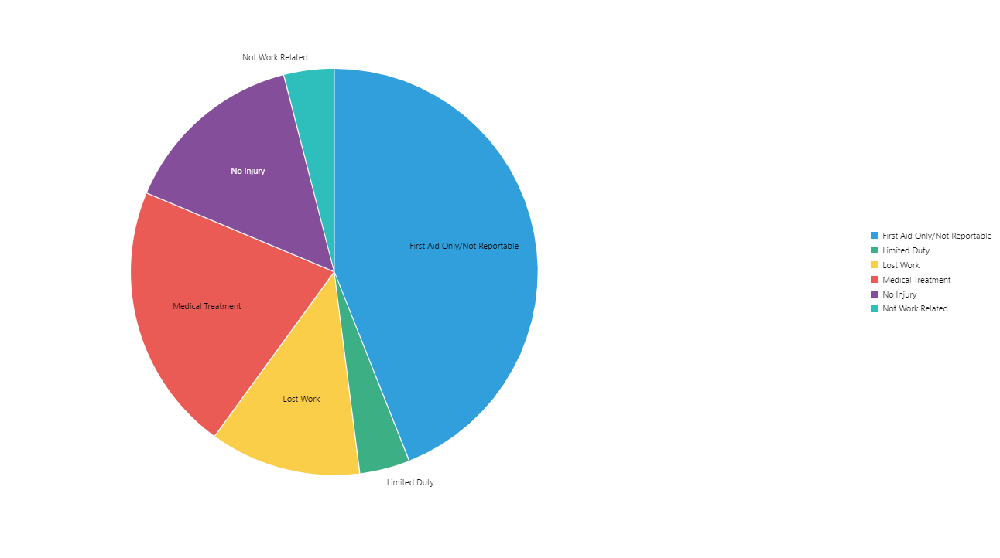 Not Work Related
No Injury
First Aid Only/Not Reportable
Medical Treatment
Lost Work
Limited Duty
First Aid Only/Not Reportable
Limited Duty
Lost Work
Medical Treatment
No Injury
Not Work Related